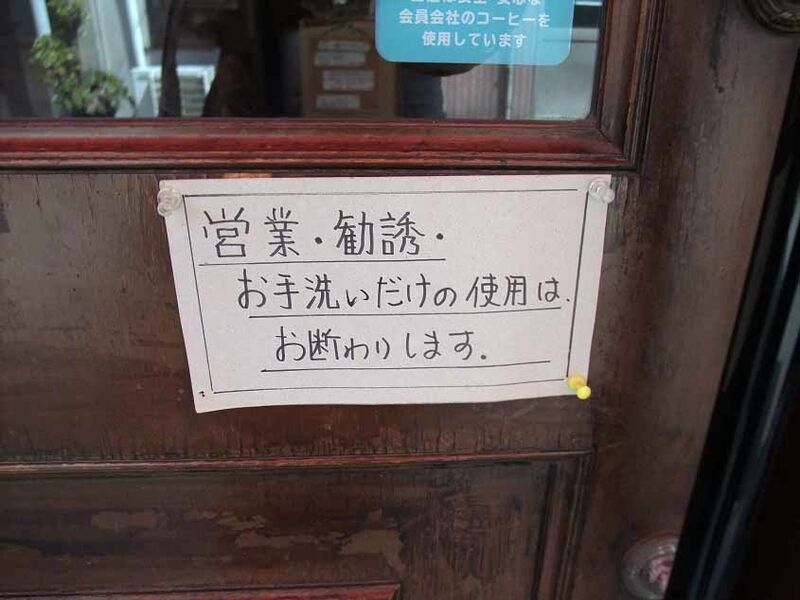 会員会社のコーヒーを
使用しています
営業・勧誘・
お手洗いだけの使用は、
お断わりします。